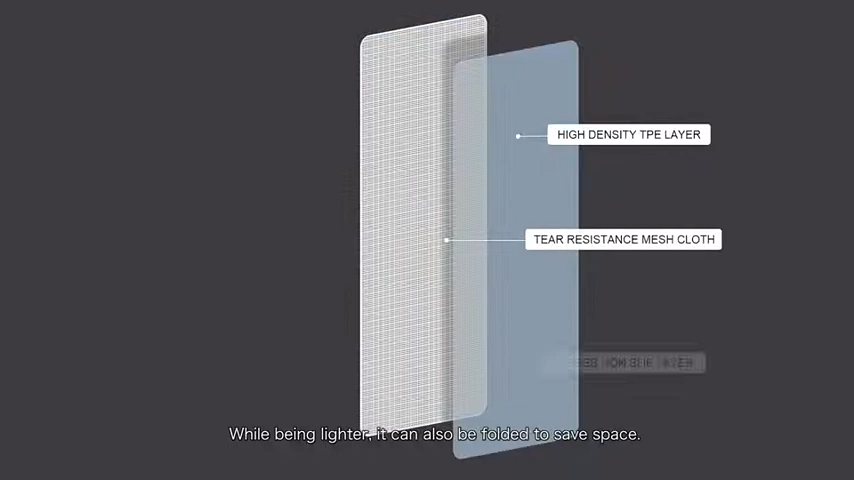 HIGH DENSITY TPE LAYER
TEAR RESISTANCE MESH CLOTH
While being lighter, it can also be folded to save space.